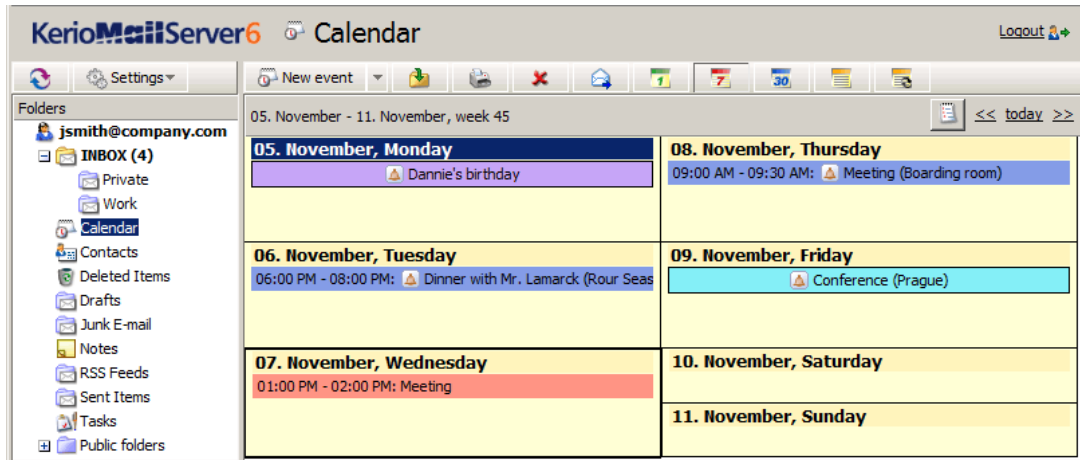 KerioMailServer6 Calendar
Logout
Settings
New event
1
7
30
Folders
jsmith@company.com
INBOX (4)
Private
Work
Calendar
Contacts
Deleted Items
Drafts
Junk E-mail
Notes
RSS Feeds
Sent Items
Tasks
Public folders
05. November - 11. November, week 45
<< today >>
05. November, Monday
Dannie's birthday
06. November, Tuesday
06:00 PM - 08:00 PM: Dinner with Mr. Lamarck (Rour Seas
07. November, Wednesday
01:00 PM - 02:00 PM: Meeting
08. November, Thursday
09:00 AM - 09:30 AM: Meeting (Boarding room)
09. November, Friday
Conference (Prague)
10. November, Saturday
11. November, Sunday